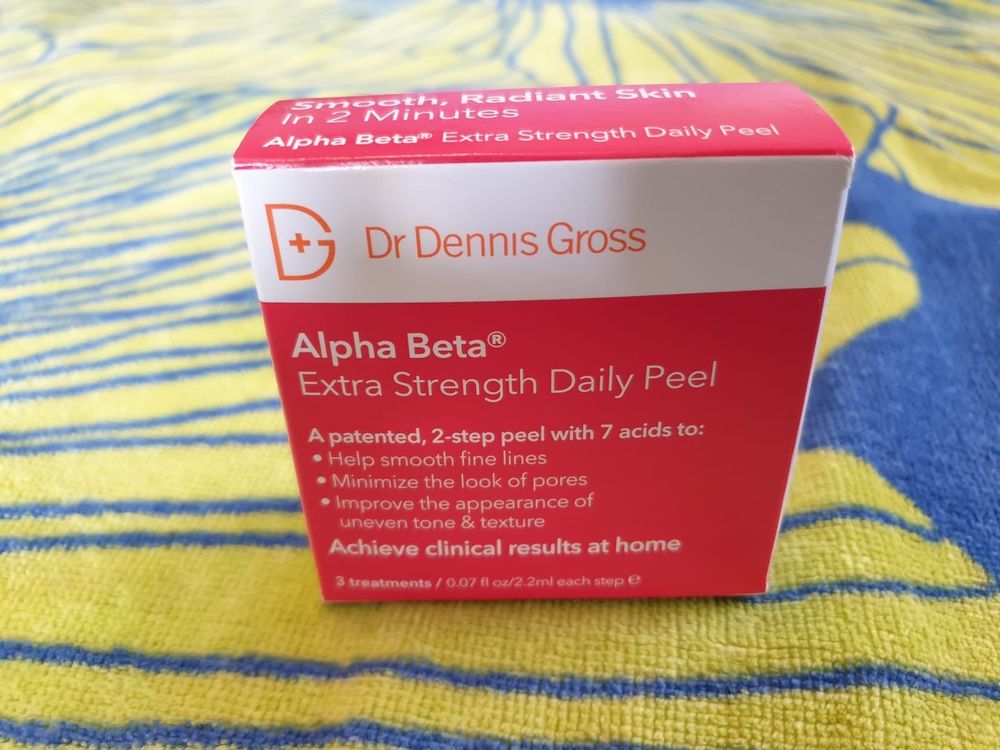 Smooth, Radiant Skin
In 2 Minutes
Alpha Beta® Extra Strength Daily Peel
Dr Dennis Gross
Alpha Beta®
Extra Strength Daily Peel
A patented, 2-step peel with 7 acids to:
• Help smooth fine lines
• Minimize the look of pores
• Improve the appearance of
uneven tone & texture
Achieve clinical results at home
3 treatments / 0.07 fl oz/2.2ml each step ℮